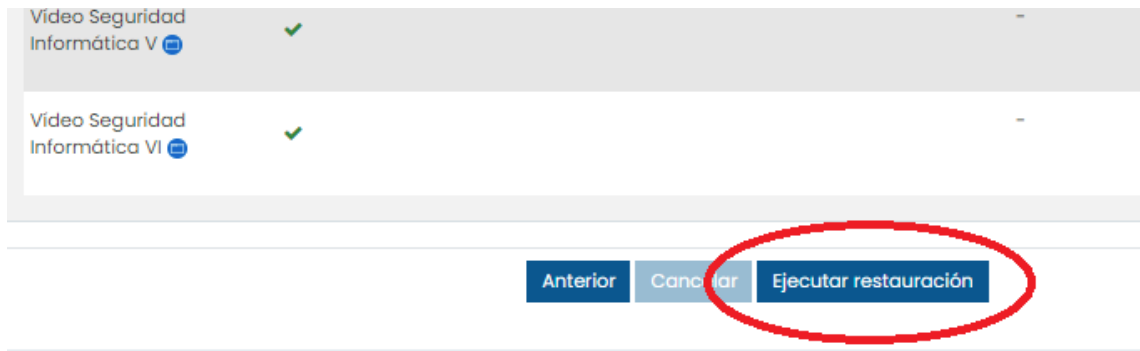 Vídeo Seguridad
Informática V
-
Vídeo Seguridad
Informática VI
-
Anterior Cancelar Ejecutar restauración